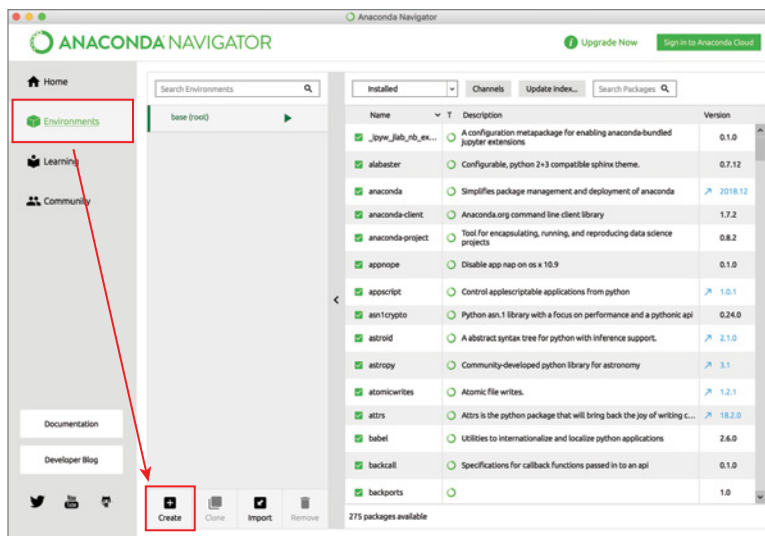 Anaconda Navigator
ANACONDA NAVIGATOR
Upgrade Now
Sign in to Anaconda Cloud
Home
Environments
Learning
Community
Documentation
Developer Blog
You
Tube
Search Environments
base (root)
Create
Clone
Import
Remove
Installed
Channels
Update index...
Search Packages
Name T Description Version
_ipyw_jlab_nb_ex... A configuration metapackage for enabling anaconda-bundled jupyter extensions 0.1.0
alabaster Configurable, python 2+3 compatible sphinx theme. 0.7.12
anaconda Simplifies package management and deployment of anaconda 2018.12
anaconda-client Anaconda.org command line client library 1.7.2
anaconda-project Tool for encapsulating, running, and reproducing data science projects 0.8.2
appnope Disable app nap on os x 10.9 0.1.0
appscript Control applescriptable applications from python 1.0.1
asn1crypto Python asn.1 library with a focus on performance and a pythonic api 0.24.0
astroid A abstract syntax tree for python with inference support. 2.1.0
astropy Community-developed python library for astronomy 3.1
atomicwrites Atomic file writes. 1.2.1
attrs Attrs is the python package that will bring back the joy of writing c... 18.2.0
babel Utilities to internationalize and localize python applications 2.6.0
backcall Specifications for callback functions passed in to an api 0.1.0
backports 1.0
275 packages available